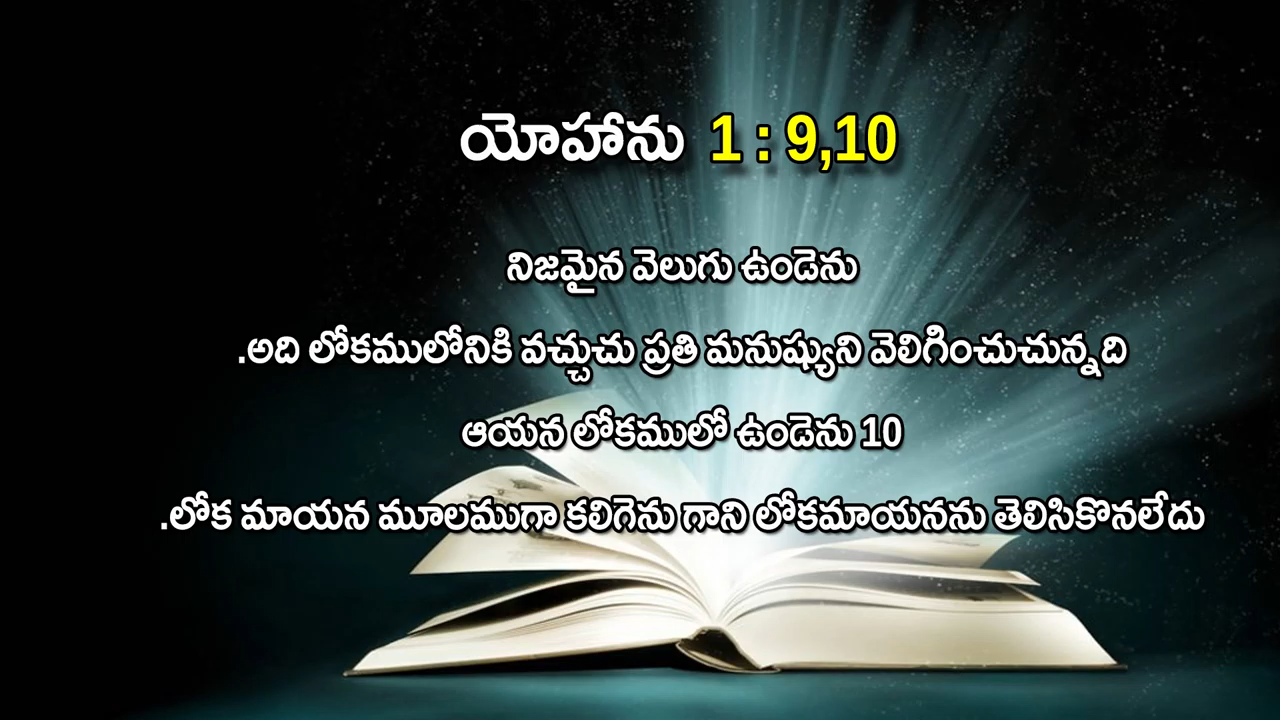 యోహాను 1 : 9,10
నిజమైన వెలుగు ఉండెను
.అది లోకములోనికి వచ్చుచు ప్రతి మనుష్యుని వెలిగించుచున్నది
ఆయన లోకములో ఉండెను 10
.లోక మాయన మూలముగా కలిగెను గాని లోకమాయనను తెలిసికొనలేదు